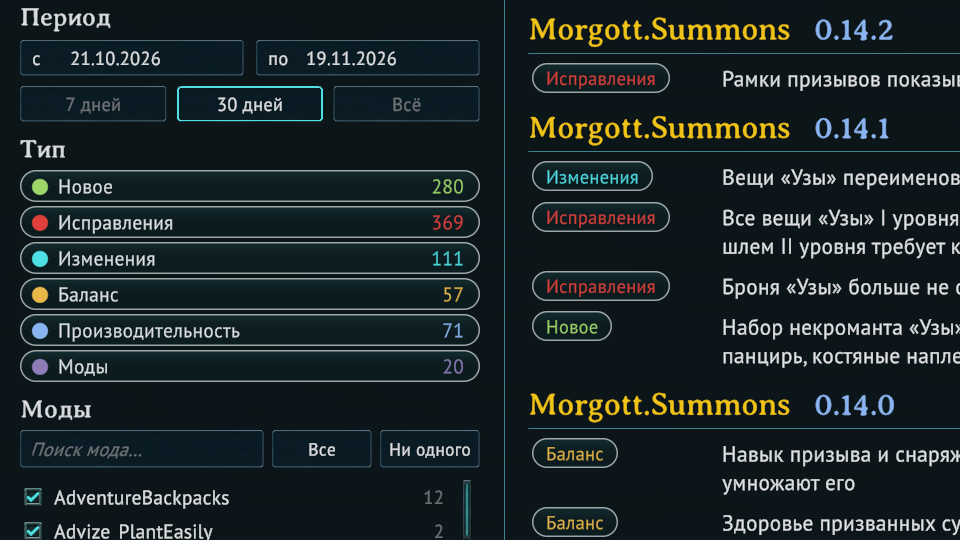 Период
с 21.10.2026 по 19.11.2026
7 дней 30 дней Всё
Тип
Новое 280
Исправления 369
Изменения 111
Баланс 57
Производительность 71
Моды 20
Моды
Поиск мода... Все Ни одного
AdventureBackpacks 12
Advize PlantEasily 2
Morgott.Summons 0.14.2
Исправления Рамки призывов показыв
Morgott.Summons 0.14.1
Изменения Вещи «Узы» переименов
Исправления Все вещи «Узы» I уровня
шлем II уровня требует к
Исправления Броня «Узы» больше не с
Новое Набор некроманта «Узы»
панцирь, костяные напле
Morgott.Summons 0.14.0
Баланс Навык призыва и снаряж
умножают его
Баланс Здоровье призванных су